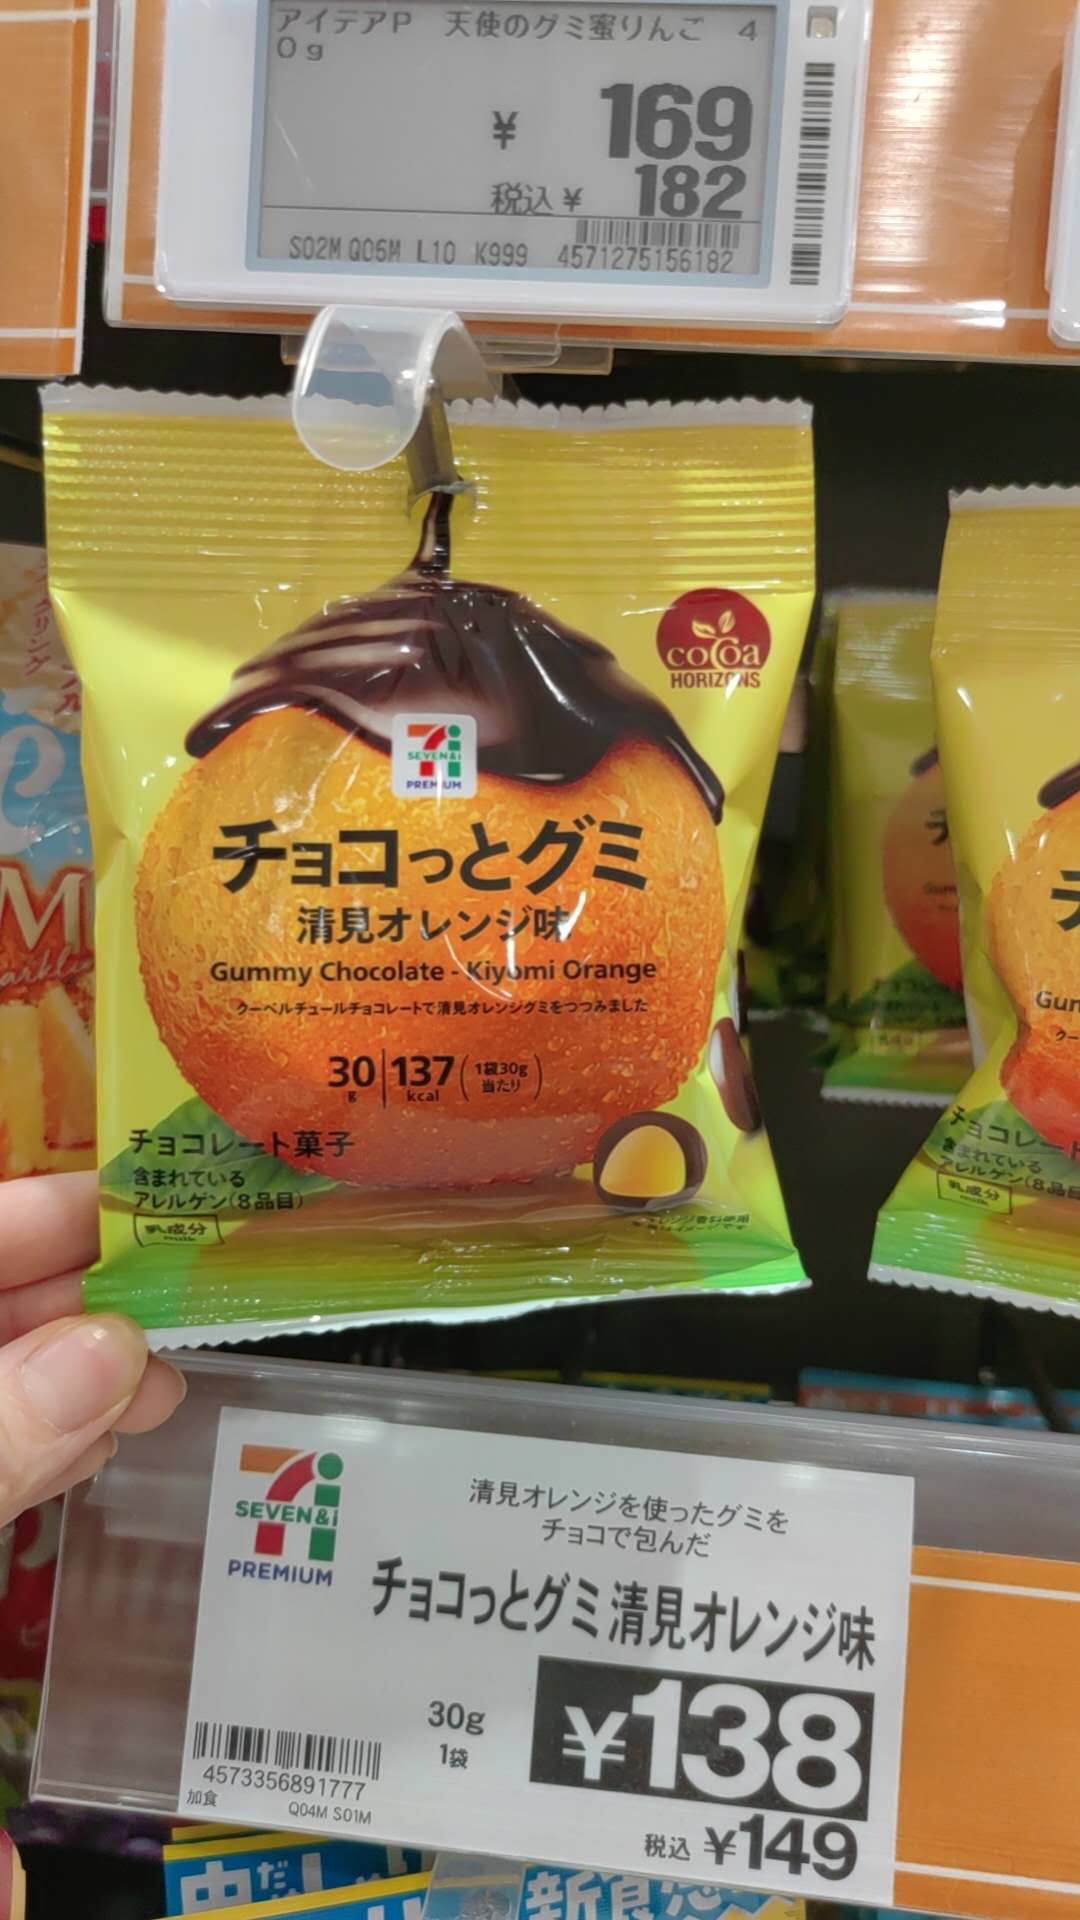 アイデアP 天使のグミ蜜りんご 4
0g
¥ 169
税込¥ 182
S02M Q06M L10 K999 4571275156182
cocoa
HORIZONS
7i
SEVEN&i
PREMIUM
チョコっとグミ
清見オレンジ味
Gummy Chocolate - Kiyomi Orange
クーベルチュールチョコレートで清見オレンジグミをつつみました
30g 137kcal (1袋30g当たり)
チョコレート菓子
含まれている
アレルゲン(8品目)
乳成分
milk
7i
SEVEN&i
PREMIUM
清見オレンジを使ったグミを
チョコで包んだ
チョコっとグミ清見オレンジ味
30g
1袋
¥138
税込 ¥149
4573356891777
加食
Q04M S01M